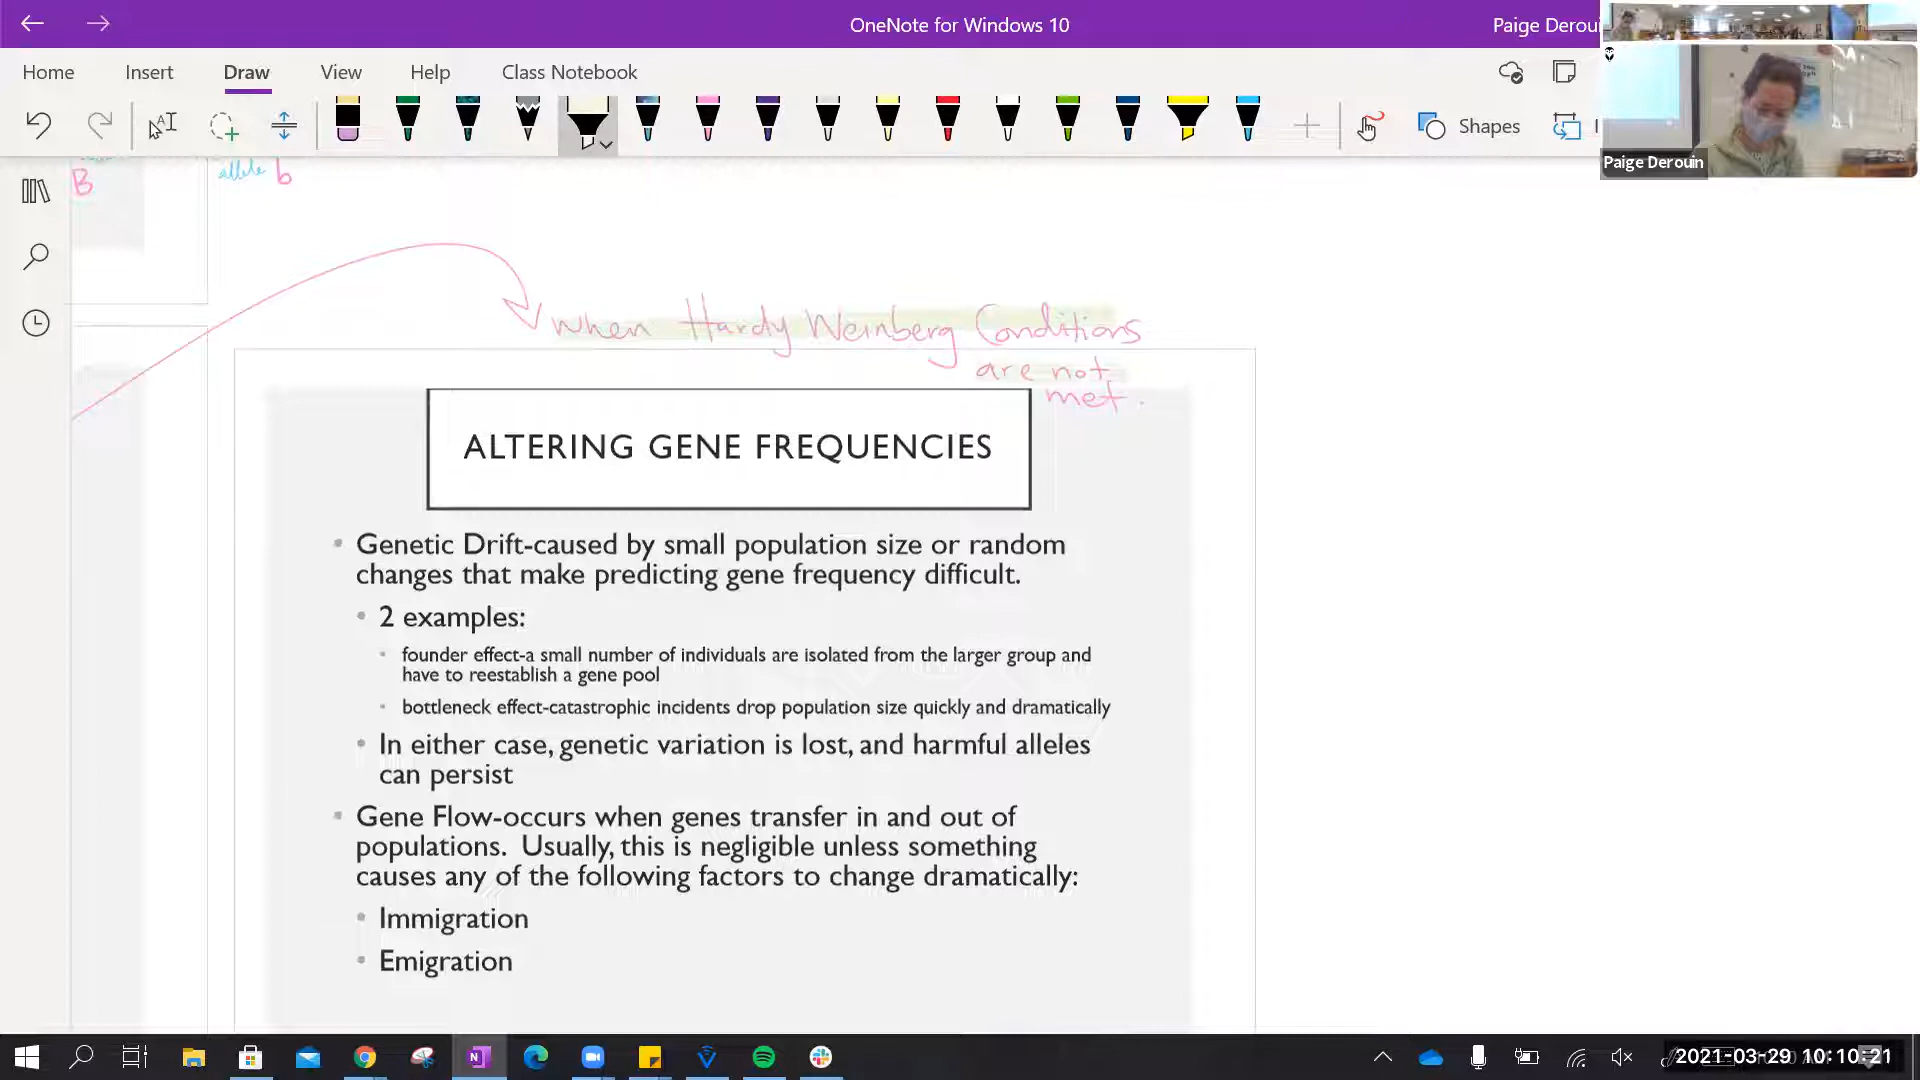 OneNote for Windows 10
Paige Deroui
Home Insert Draw View Help Class Notebook
Shapes
Paige Derouin
B allele b
When Hardy Weinberg Conditions
are not
met.
ALTERING GENE FREQUENCIES
Genetic Drift-caused by small population size or random
changes that make predicting gene frequency difficult.
2 examples:
founder effect-a small number of individuals are isolated from the larger group and
have to reestablish a gene pool
bottleneck effect-catastrophic incidents drop population size quickly and dramatically
In either case, genetic variation is lost, and harmful alleles
can persist
Gene Flow-occurs when genes transfer in and out of
populations. Usually, this is negligible unless something
causes any of the following factors to change dramatically:
Immigration
Emigration
2021-03-29 10:10:21